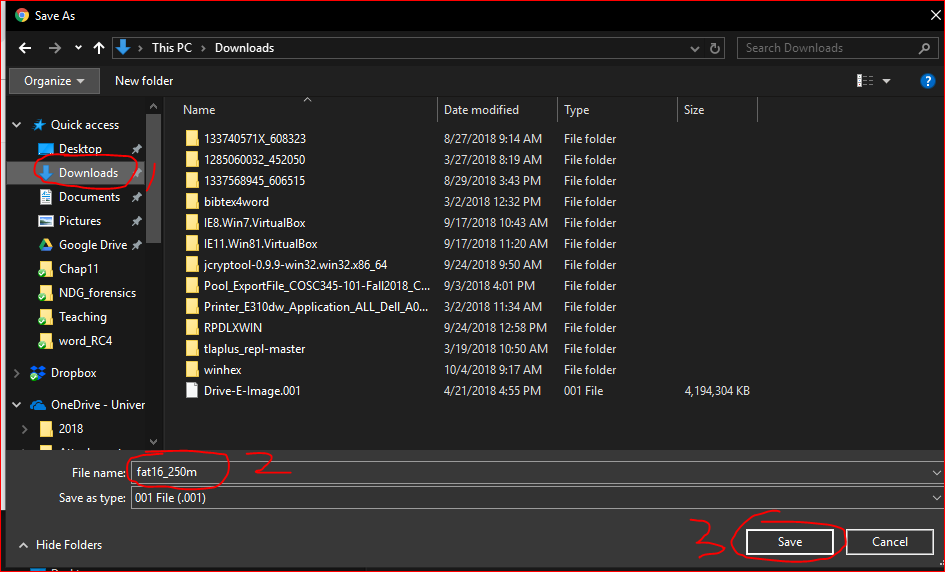 Save As
This PC > Downloads
Search Downloads
Organize New folder
?
Name Date modified Type Size
Quick access
Desktop
Downloads
1
Documents
Pictures
Google Drive
Chap11
NDG_forensics
Teaching
word_RC4
Dropbox
OneDrive - Univer
2018
133740571X_608323 8/27/2018 9:14 AM File folder
1285060032_452050 3/27/2018 8:19 AM File folder
1337568945_606515 8/29/2018 3:43 PM File folder
bibtex4word 3/2/2018 12:32 PM File folder
IE8.Win7.VirtualBox 9/17/2018 10:43 AM File folder
IE11.Win81.VirtualBox 9/17/2018 11:20 AM File folder
jcryptool-0.9.9-win32.win32.x86_64 9/24/2018 9:50 AM File folder
Pool_ExportFile_COSC345-101-Fall2018_C... 9/3/2018 4:01 PM File folder
Printer_E310dw_Application_ALL_Dell_A0... 3/2/2018 11:34 AM File folder
RPDLXWIN 9/24/2018 12:58 PM File folder
tlaplus_repl-master 3/19/2018 10:50 AM File folder
winhex 10/4/2018 9:17 AM File folder
Drive-E-Image.001 4/21/2018 4:55 PM 001 File 4,194,304 KB
File name: fat16_250m 2
Save as type: 001 File (.001)
Hide Folders 3 Save Cancel